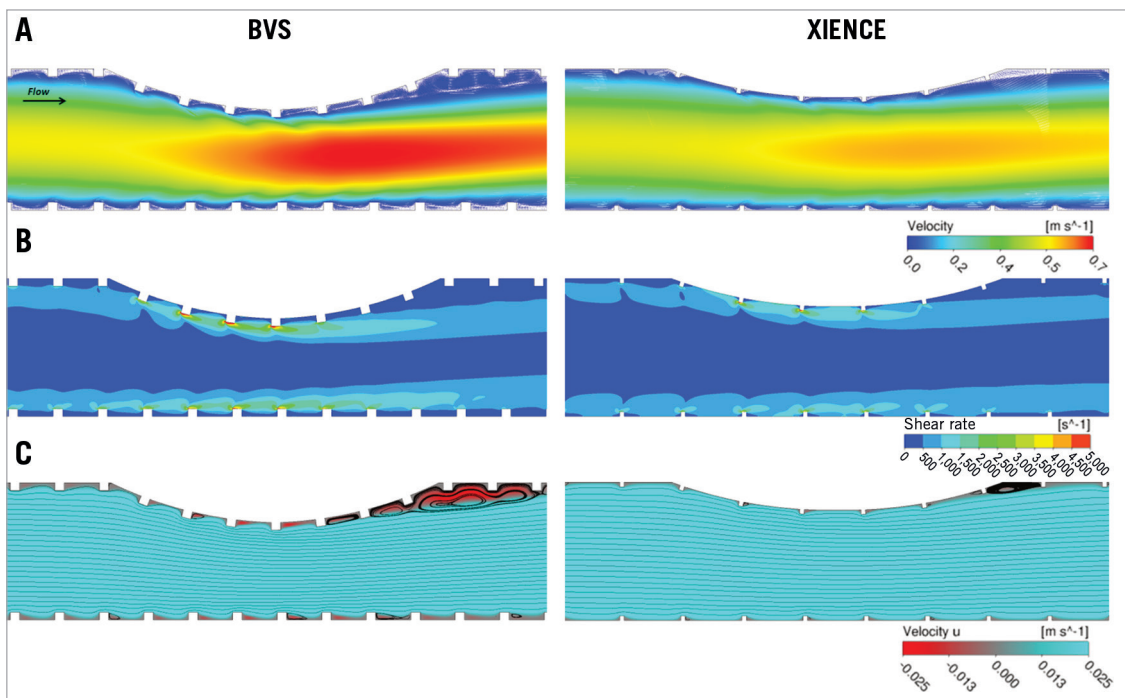 A
BVS
XIENCE
Flow
Velocity [m s^-1]
0.0 0.2 0.4 0.5 0.7
B
Shear rate [s^-1]
0 500 1,000 1,500 2,000 2,500 3,000 3,500 4,000 4,500 5,000
C
Velocity u [m s^-1]
-0.025 -0.013 0.000 0.013 0.025